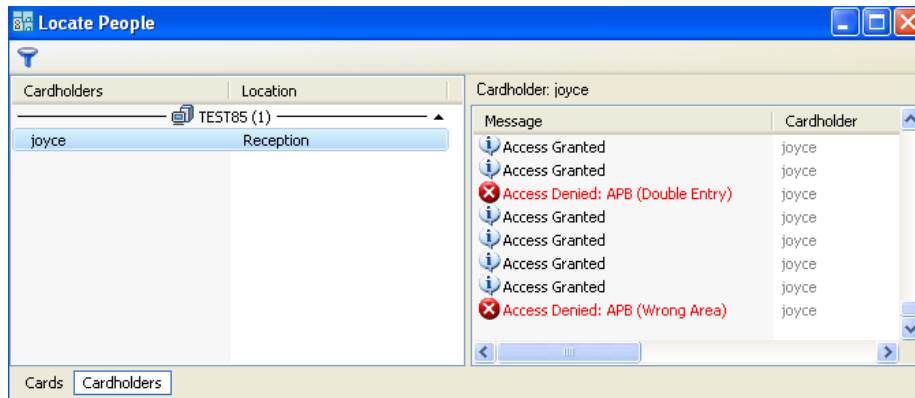 Locate People
Cardholders Location
TEST85 (1)
joyce Reception
Cardholder: joyce
Message Cardholder
Access Granted joyce
Access Granted joyce
Access Denied: APB (Double Entry) joyce
Access Granted joyce
Access Granted joyce
Access Granted joyce
Access Granted joyce
Access Denied: APB (Wrong Area) joyce
Cards Cardholders